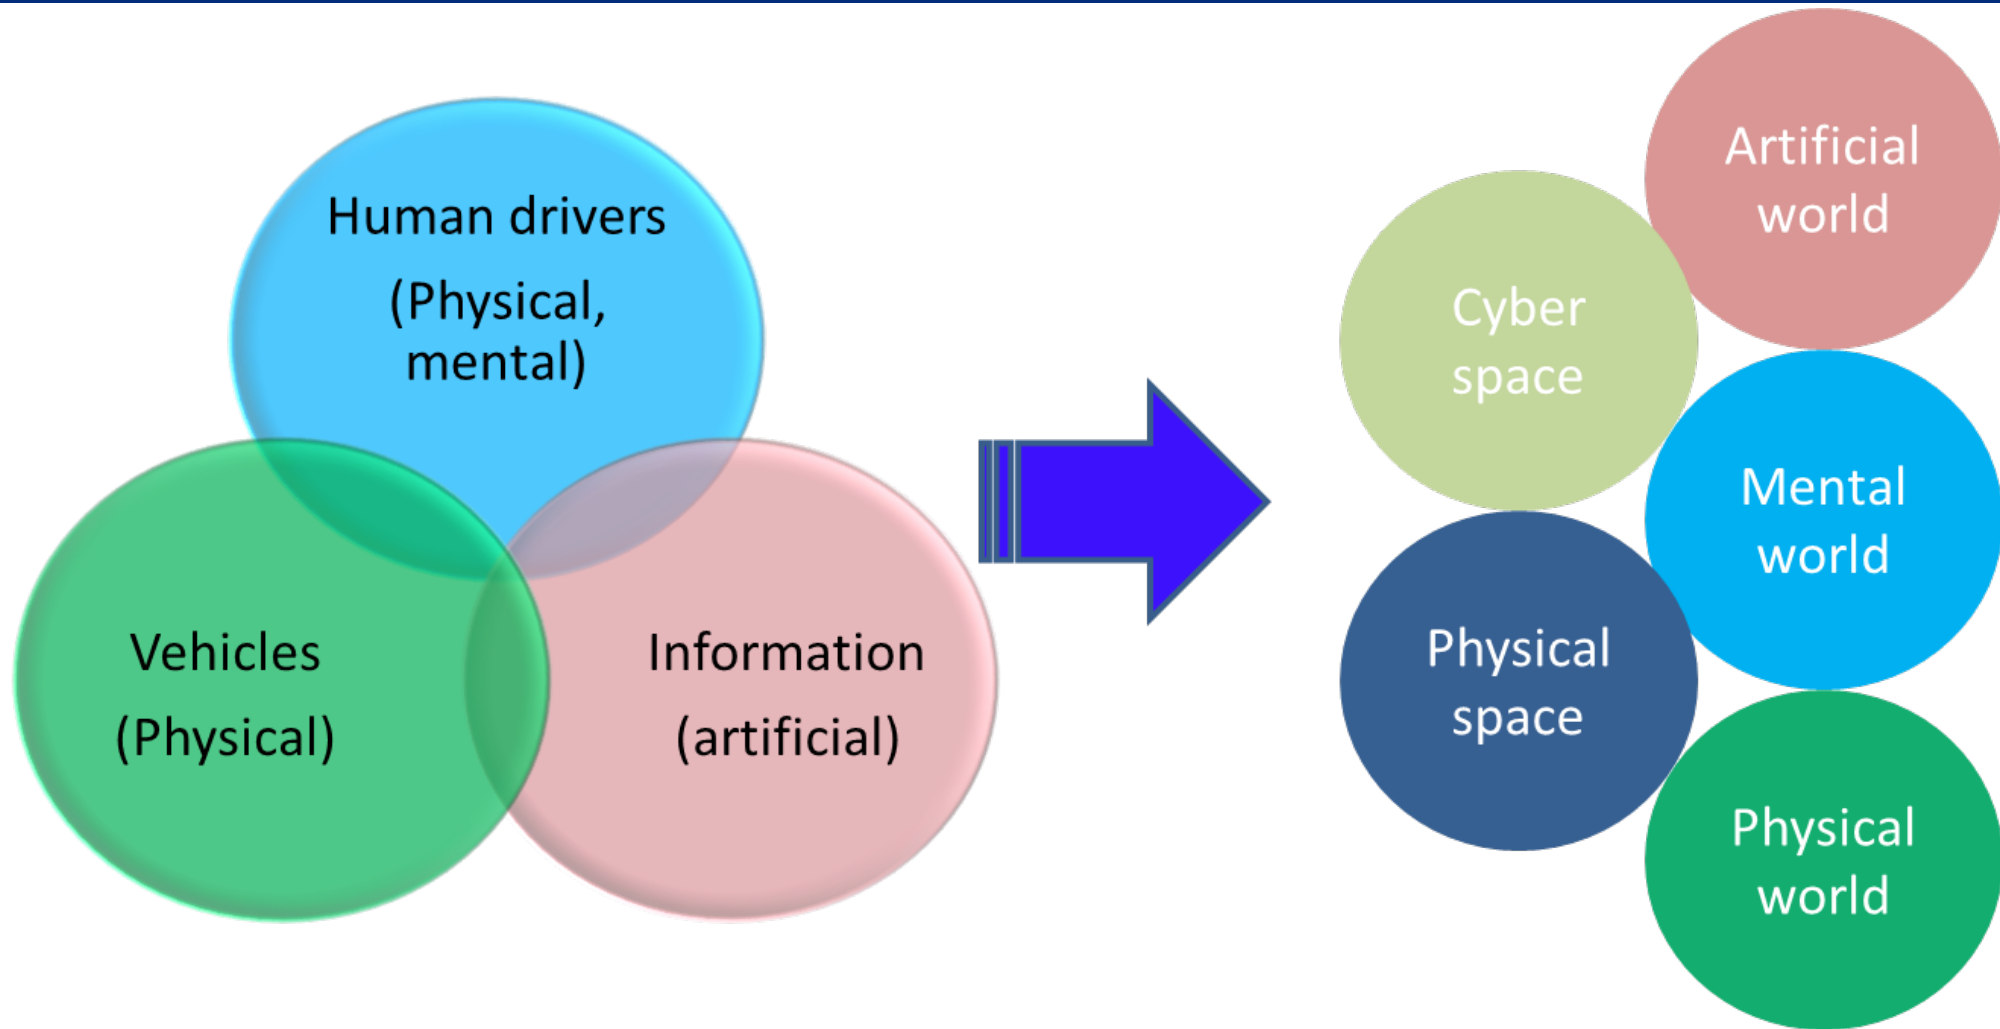 Human drivers
(Physical,
mental)
Vehicles
(Physical)
Information
(artificial)
Artificial
world
Cyber
space
Mental
world
Physical
space
Physical
world